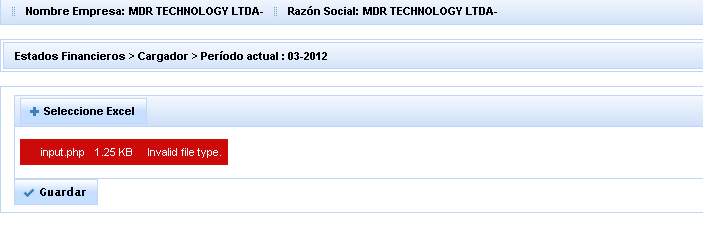 Nombre Empresa: MDR TECHNOLOGY LTDA- Razón Social: MDR TECHNOLOGY LTDA-
Estados Financieros > Cargador > Período actual : 03-2012
Seleccione Excel
input.php 1.25 KB Invalid file type.
Guardar